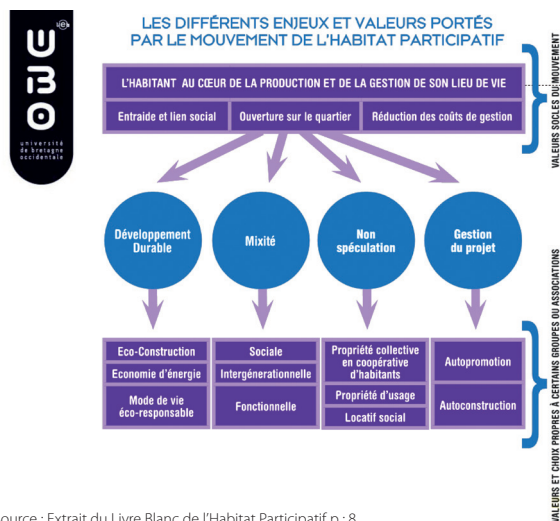 LES DIFFÉRENTS ENJEUX ET VALEURS PORTÉS
PAR LE MOUVEMENT DE L'HABITAT PARTICIPATIF
ueb
UBO
université
de bretagne
occidentale
L'HABITANT AU CŒUR DE LA PRODUCTION ET DE LA GESTION DE SON LIEU DE VIE
Entraide et lien social
Ouverture sur le quartier
Réduction des coûts de gestion
VALEURS SOCLES DU MOUVEMENT
Développement
Durable
Mixité
Non
spéculation
Gestion
du projet
Eco-Construction
Economie d'énergie
Mode de vie
éco-responsable
Sociale
Intergénerationnelle
Fonctionnelle
Propriété collective
en coopérative
d'habitants
Propriété d'usage
Locatif social
Autopromotion
Autoconstruction
VALEURS ET CHOIX PROPRES À CERTAINS GROUPES OU ASSOCIATIONS
ource : Extrait du Livre Blanc de l'Habitat Participatif p : 8